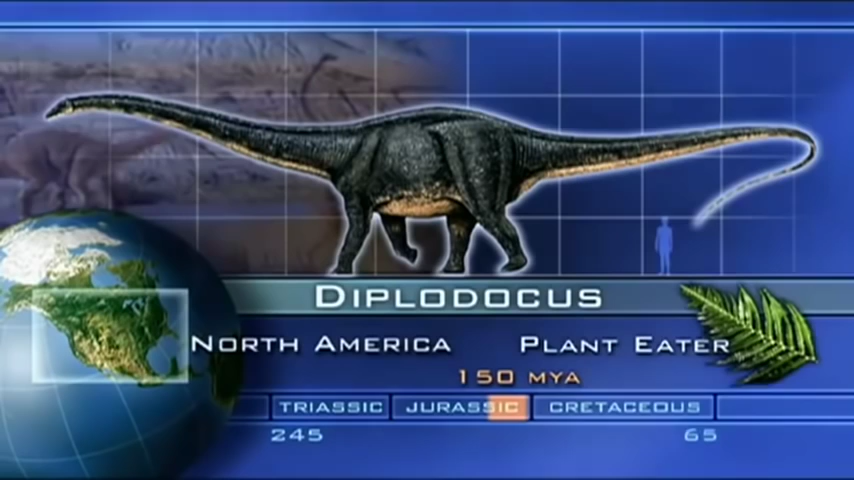 DIPLODOCUS
NORTH AMERICA PLANT EATER
150 MYA
TRIASSIC JURASSIC CRETACEOUS
245 65